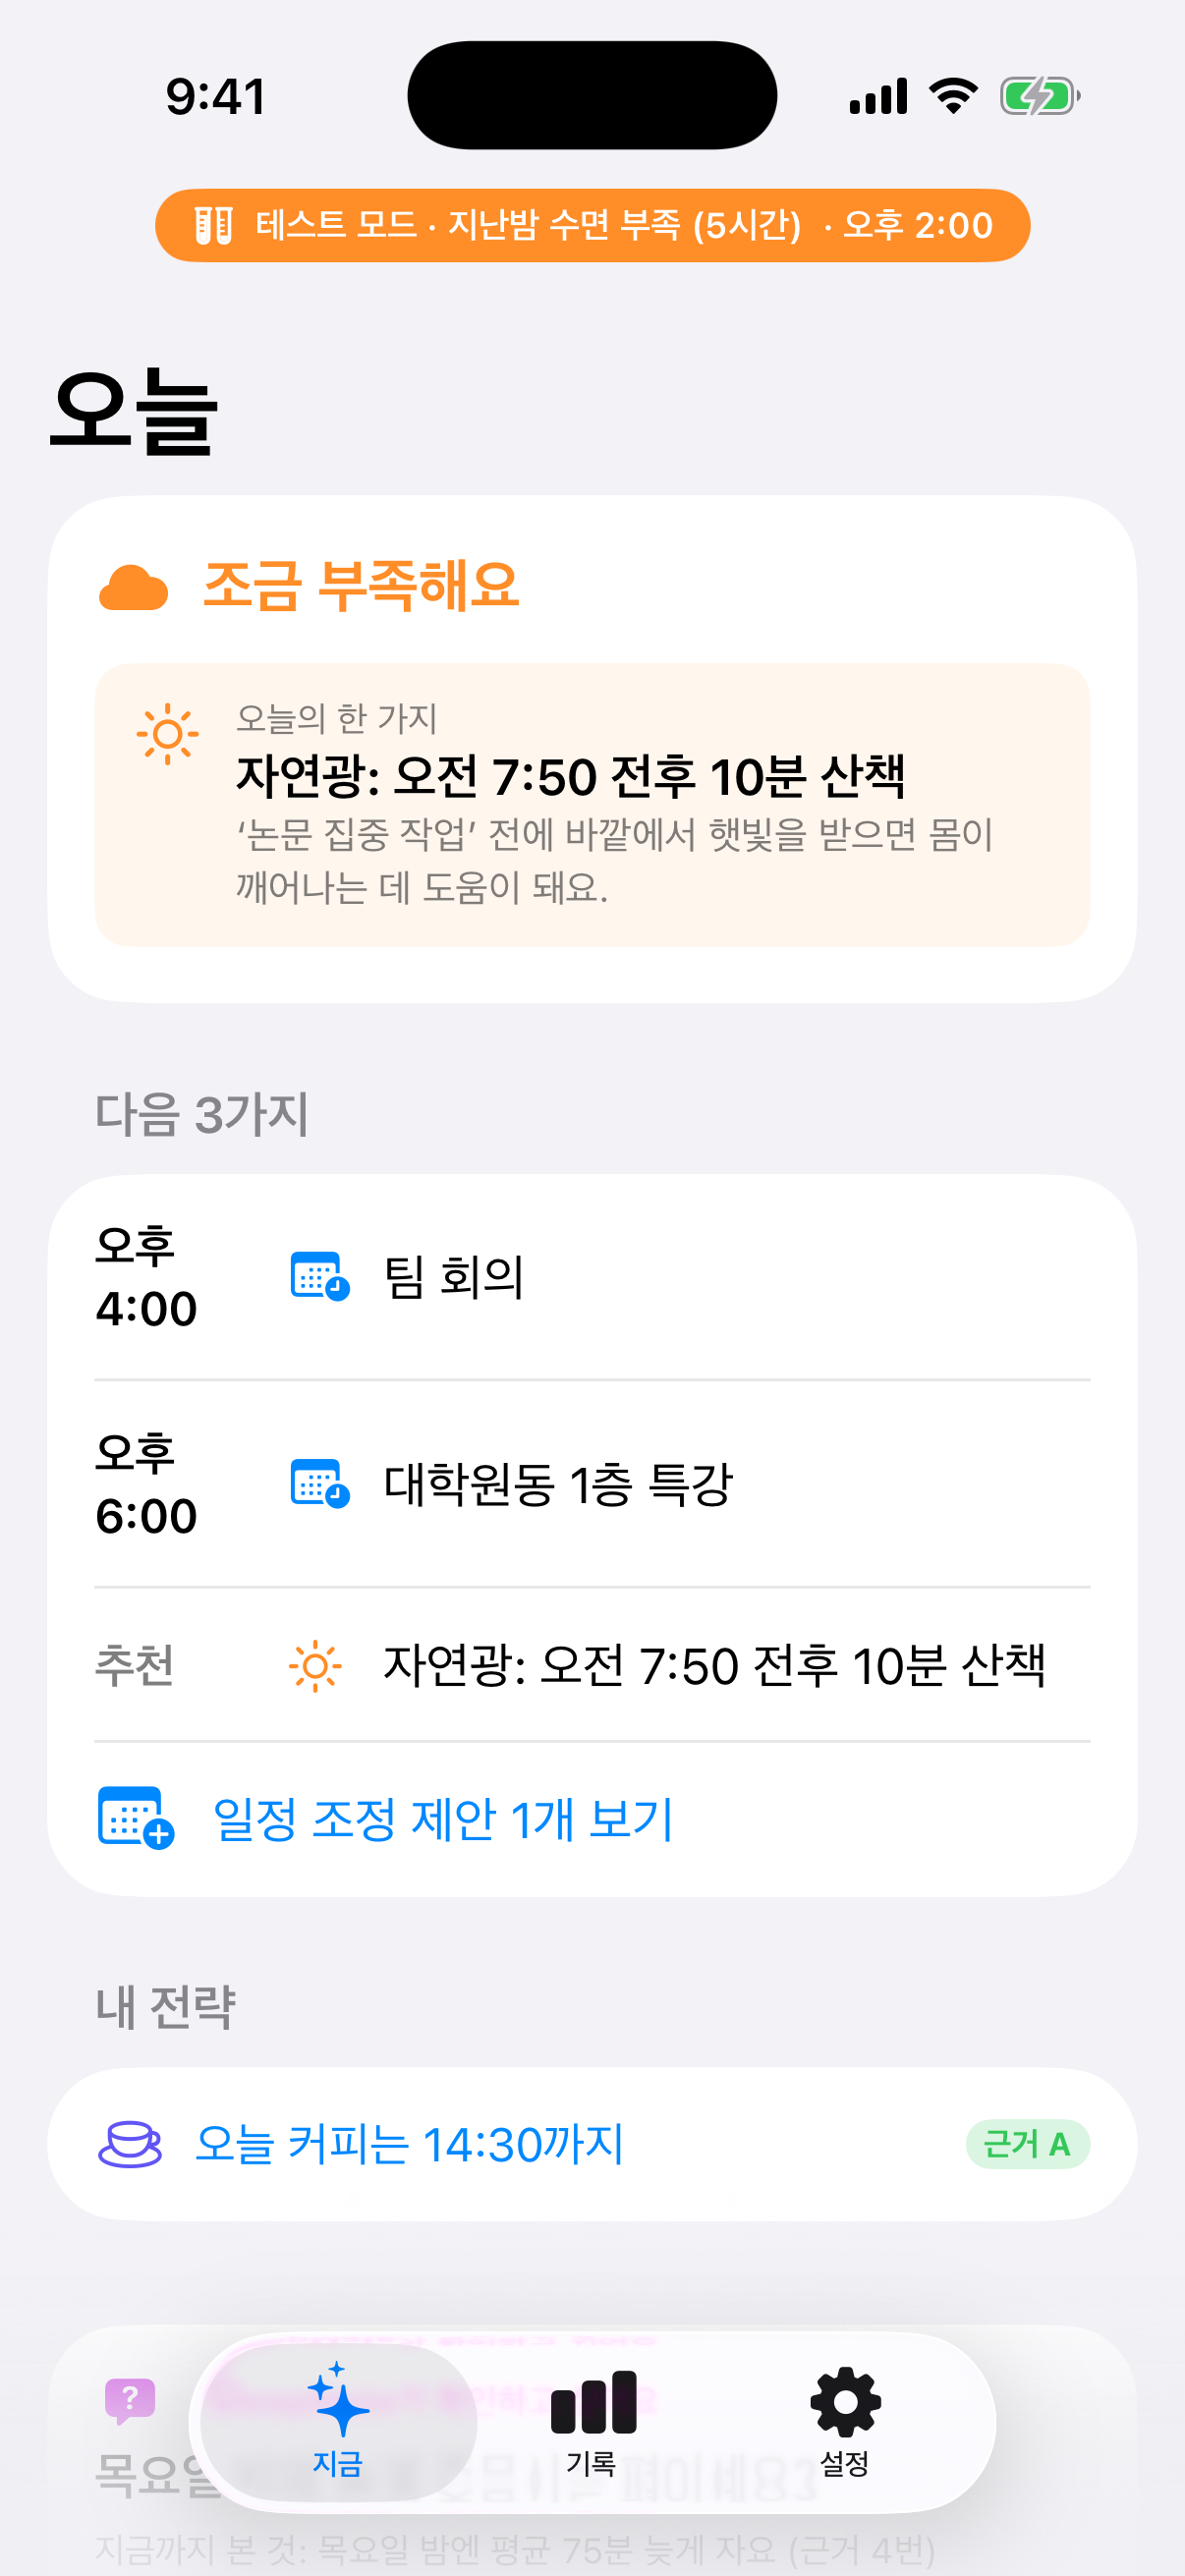 9:41
테스트 모드 · 지난밤 수면 부족 (5시간) · 오후 2:00
오늘
조금 부족해요
오늘의 한 가지
자연광: 오전 7:50 전후 10분 산책
‘논문 집중 작업’ 전에 바깥에서 햇빛을 받으면 몸이
깨어나는 데 도움이 돼요.
다음 3가지
오후
4:00
팀 회의
오후
6:00
대학원동 1층 특강
추천
자연광: 오전 7:50 전후 10분 산책
일정 조정 제안 1개 보기
내 전략
오늘 커피는 14:30까지
근거 A
목요일
지금까지 본 것: 목요일 밤엔 평균 75분 늦게 자요 (근거 4번)
지금
기록
설정